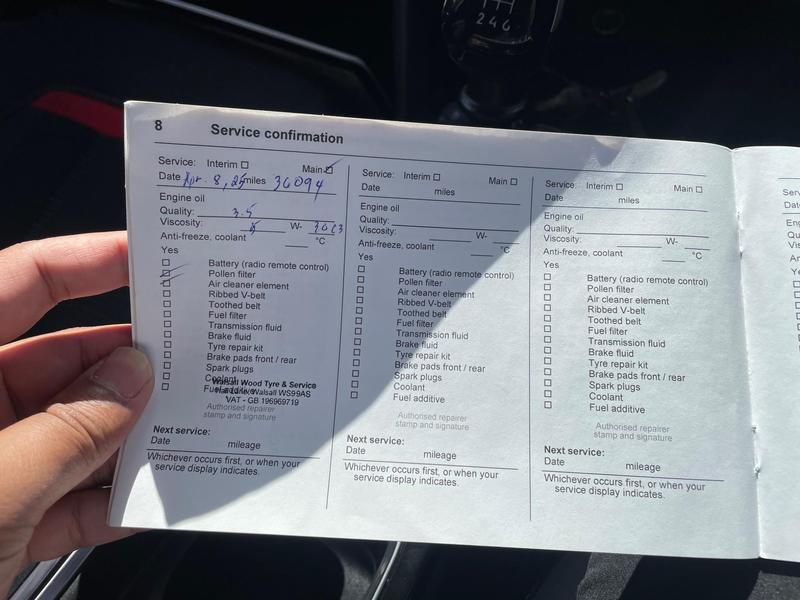 2 4 6
8 Service confirmation
Service: Interim Main
Date Apr. 8, 25 miles 36094
Engine oil
Quality: 3.5
Viscosity: 5 W- 30 C3
Anti-freeze, coolant °C
Yes
Battery (radio remote control)
Pollen filter
Air cleaner element
Ribbed V-belt
Toothed belt
Fuel filter
Transmission fluid
Brake fluid
Tyre repair kit
Brake pads front / rear
Spark plugs
Coolant
Fuel additive
Walsall Wood Tyre & Service
Walsall WS99AS
VAT - GB 196969719
Authorised repairer
stamp and signature
Next service:
Date mileage
Whichever occurs first, or when your
service display indicates.
Service: Interim Main
Date miles
Engine oil
Quality:
Viscosity: W-
Anti-freeze, coolant °C
Yes
Battery (radio remote control)
Pollen filter
Air cleaner element
Ribbed V-belt
Toothed belt
Fuel filter
Transmission fluid
Brake fluid
Tyre repair kit
Brake pads front / rear
Spark plugs
Coolant
Fuel additive
Authorised repairer
stamp and signature
Next service:
Date mileage
Whichever occurs first, or when your
service display indicates.
Service: Interim Main
Date miles
Engine oil
Quality:
Viscosity: W-
Anti-freeze, coolant °C
Yes
Battery (radio remote control)
Pollen filter
Air cleaner element
Ribbed V-belt
Toothed belt
Fuel filter
Transmission fluid
Brake fluid
Tyre repair kit
Brake pads front / rear
Spark plugs
Coolant
Fuel additive
Authorised repairer
stamp and signature
Next service:
Date mileage
Whichever occurs first, or when your
service display indicates.